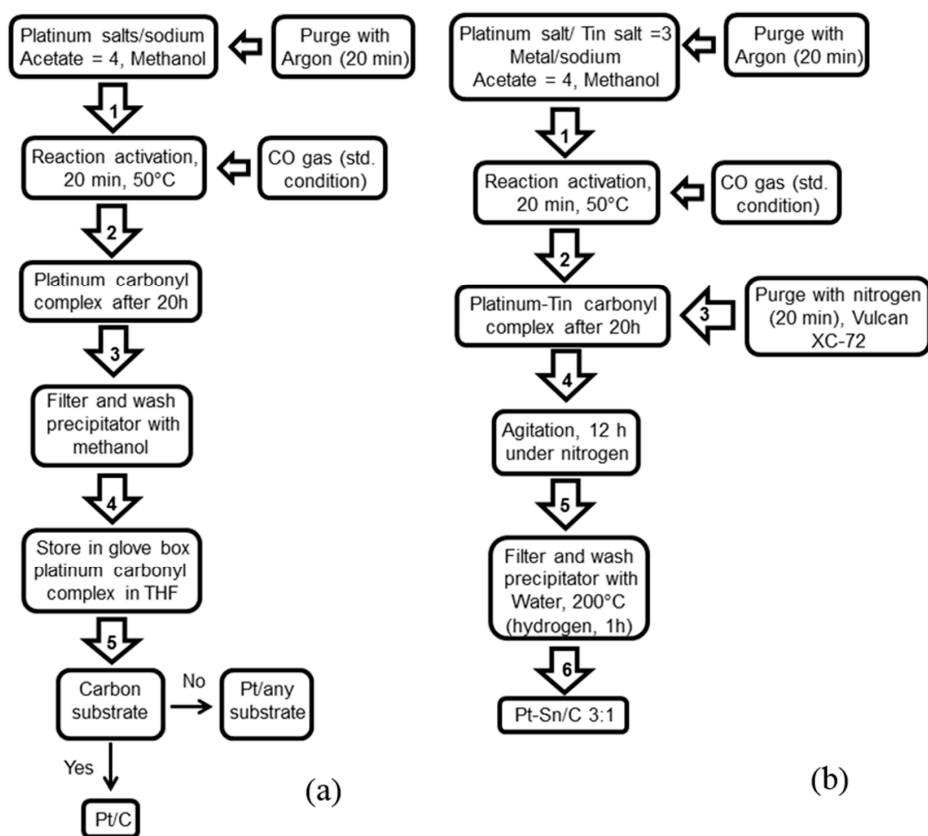 Platinum salts/sodium
Acetate = 4, Methanol
Purge with
Argon (20 min)
1
Reaction activation,
20 min, 50°C
CO gas (std.
condition)
2
Platinum carbonyl
complex after 20h
3
Filter and wash
precipitator with
methanol
4
Store in glove box
platinum carbonyl
complex in THF
5
Carbon
substrate
No
Pt/any
substrate
Yes
Pt/C
(a)
Platinum salt/ Tin salt =3
Metal/sodium
Acetate = 4, Methanol
Purge with
Argon (20 min)
1
Reaction activation,
20 min, 50°C
CO gas (std.
condition)
2
Platinum-Tin carbonyl
complex after 20h
3
Purge with nitrogen
(20 min), Vulcan
XC-72
4
Agitation, 12 h
under nitrogen
5
Filter and wash
precipitator with
Water, 200°C
(hydrogen, 1h)
6
Pt-Sn/C 3:1
(b)